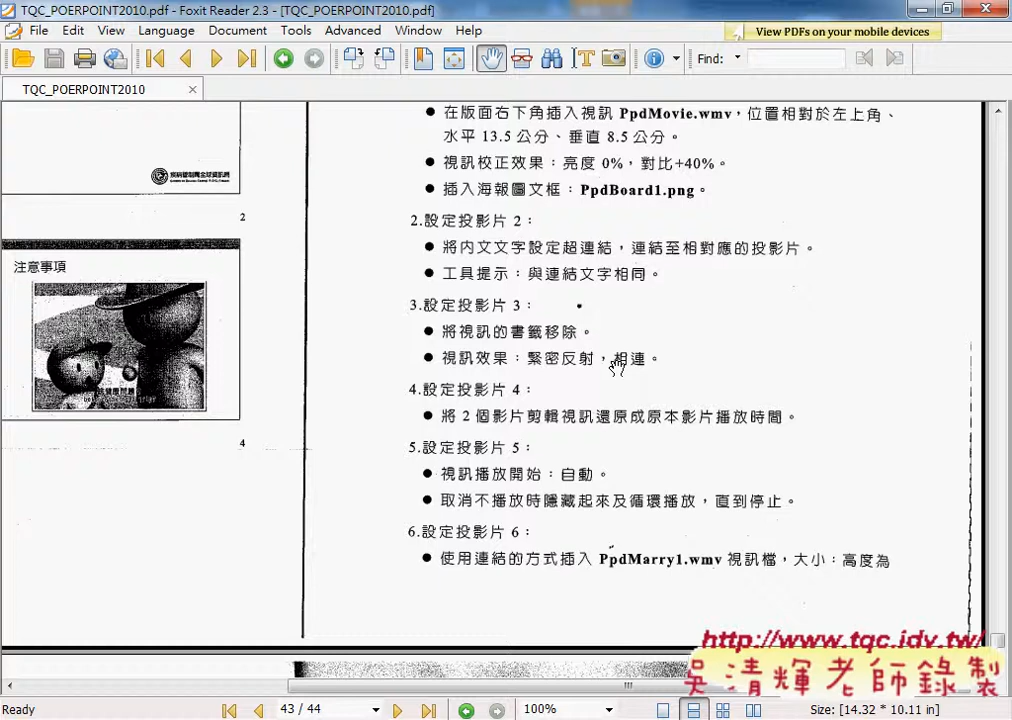 TQC_POERPOINT2010.pdf - Foxit Reader 2.3 - [TQC_POERPOINT2010.pdf]
File Edit View Language Document Tools Advanced Window Help
View PDFs on your mobile devices
Find:
TQC_POERPOINT2010
在版面右下角插入視訊 PpdMovie.wmv,位置相對於左上角、
水平 13.5 公分、垂直 8.5 公分。
視訊校正效果:亮度 0%,對比+40%。
插入海報圖文框:PpdBoard1.png。
2
2.設定投影片 2:
將內文文字設定超連結,連結至相對應的投影片。
工具提示:與連結文字相同。
注意事項
3.設定投影片 3:
將視訊的書籤移除。
視訊效果:緊密反射,相連。
4.設定投影片 4:
將 2 個影片剪輯視訊還原成原本影片播放時間。
4
5.設定投影片 5:
視訊播放開始:自動。
取消不播放時隱藏起來及循環播放,直到停止。
6.設定投影片 6:
使用連結的方式插入 PpdMarry1.wmv 視訊檔,大小:高度為
http://www.tqc.idv.tw/
吳清輝老師錄製
Ready
43 / 44
100%
Size: [14.32 * 10.11 in]